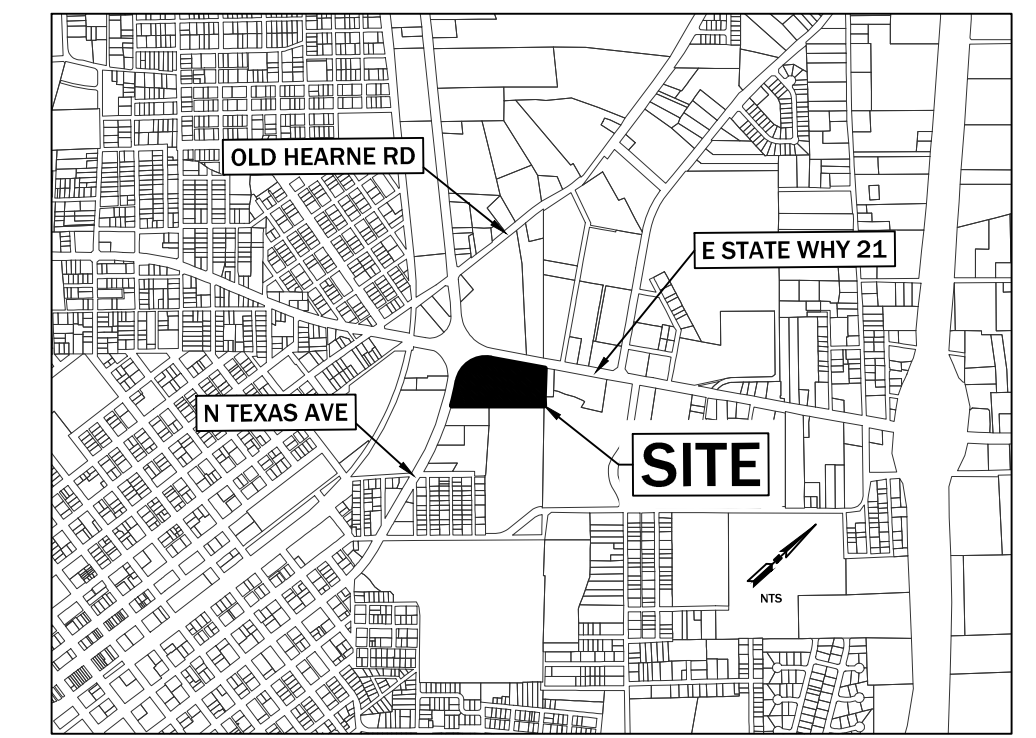 OLD HEARNE RD
E STATE WHY 21
N TEXAS AVE
SITE
NTS